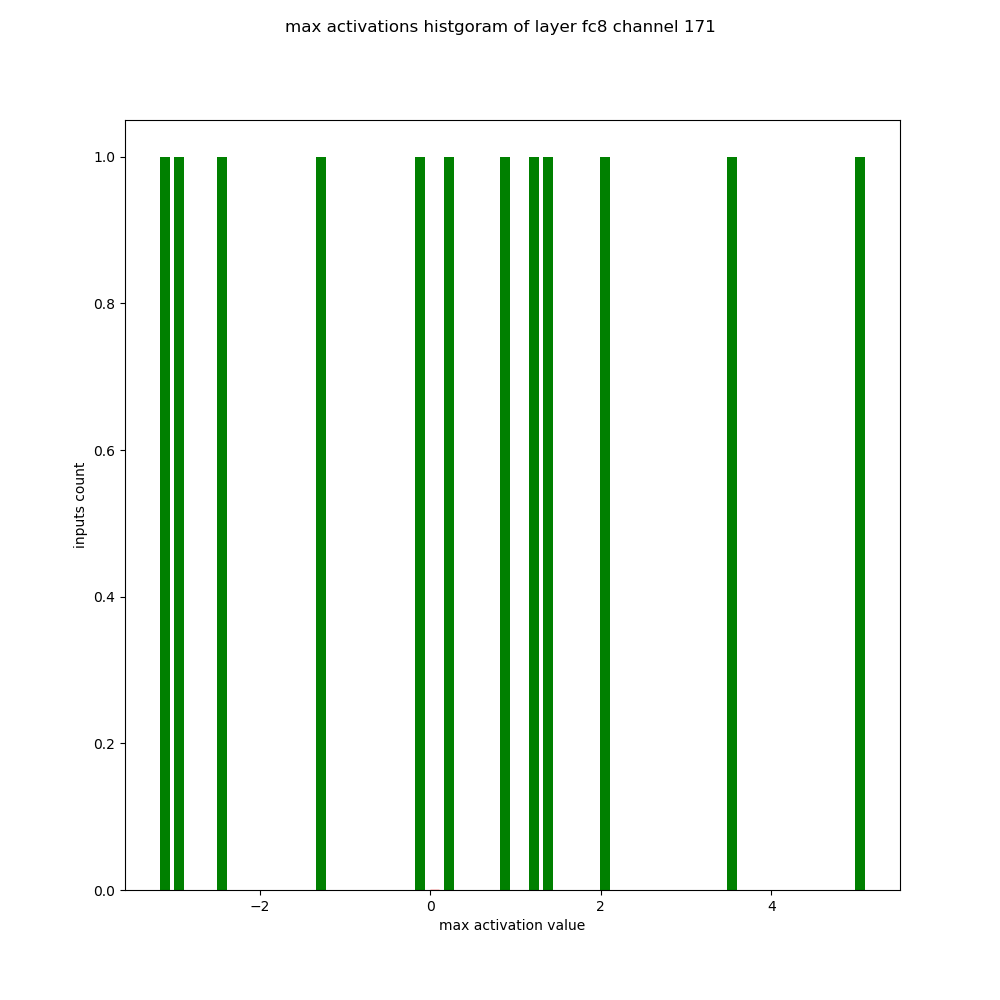 max activations histgoram of layer fc8 channel 171
1.0
0.8
0.6
0.4
0.2
0.0
inputs count
−2 0 2 4
max activation value